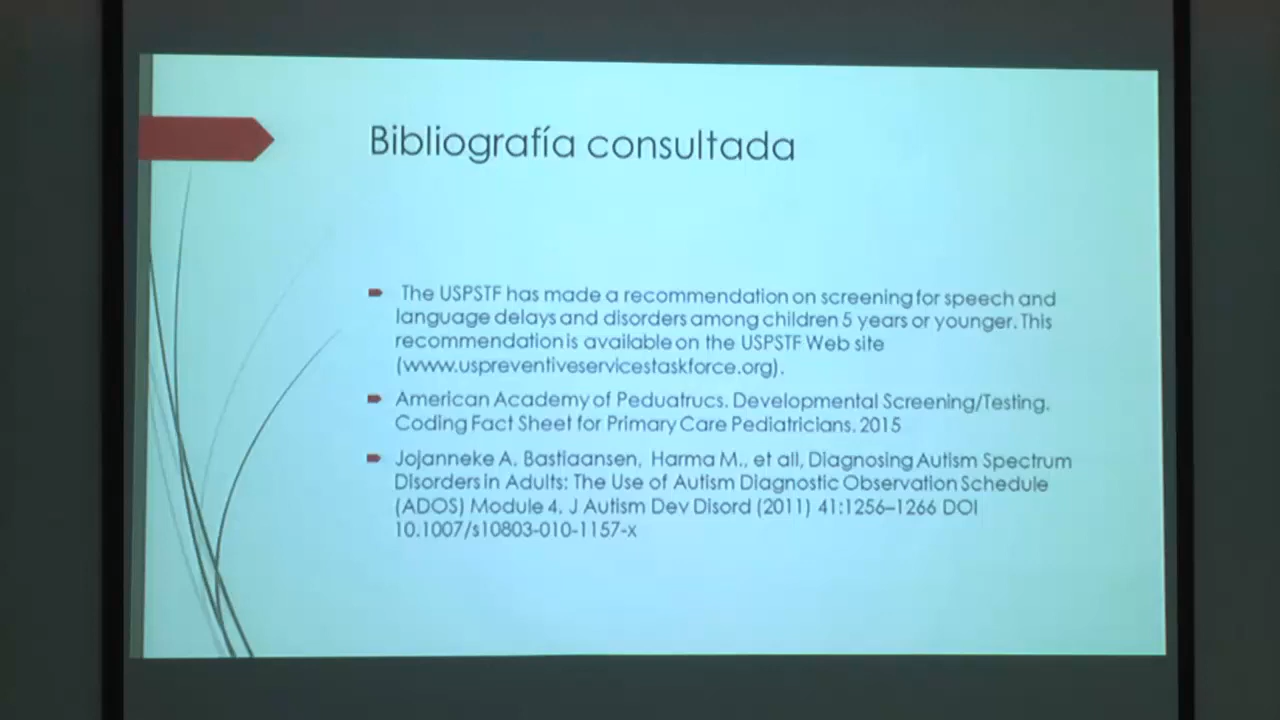 Bibliografía consultada
The USPSTF has made a recommendation on screening for speech and
language delays and disorders among children 5 years or younger. This
recommendation is available on the USPSTF Web site
(www.uspreventiveservicestaskforce.org).
American Academy of Peduatrucs. Developmental Screening/Testing.
Coding Fact Sheet for Primary Care Pediatricians. 2015
Jojanneke A. Bastiaansen, Harma M., et all, Diagnosing Autism Spectrum
Disorders in Adults: The Use of Autism Diagnostic Observation Schedule
(ADOS) Module 4. J Autism Dev Disord (2011) 41:1256–1266 DOI
10.1007/s10803-010-1157-x